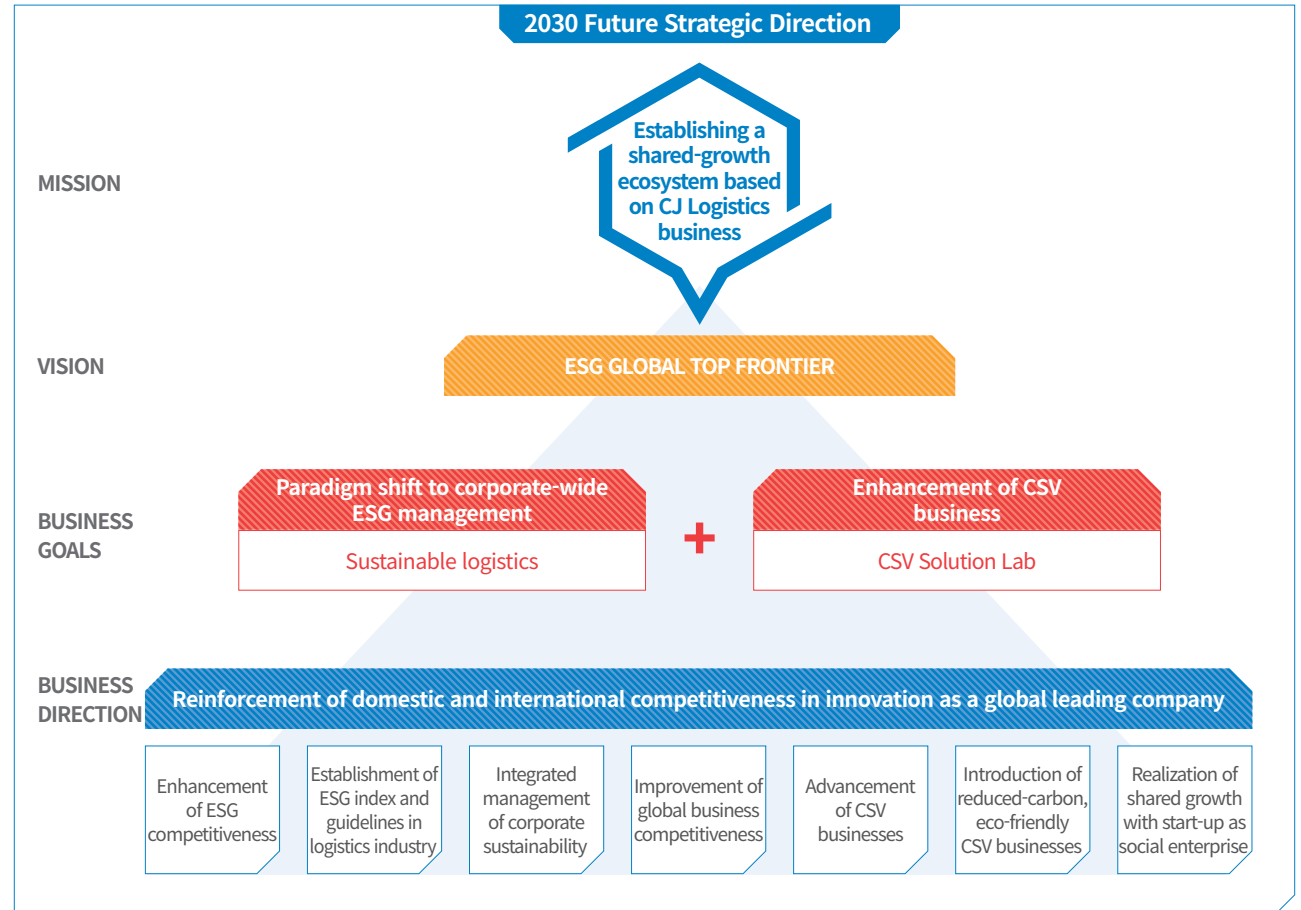 2030 Future Strategic Direction
MISSION
Establishing a
shared-growth
ecosystem based
on CJ Logistics
business
VISION
ESG GLOBAL TOP FRONTIER
BUSINESS
GOALS
Paradigm shift to corporate-wide
ESG management
Sustainable logistics
+
Enhancement of CSV
business
CSV Solution Lab
BUSINESS
DIRECTION
Reinforcement of domestic and international competitiveness in innovation as a global leading company
Enhancement
of ESG
competitiveness
Establishment of
ESG index and
guidelines in
logistics industry
Integrated
management
of corporate
sustainability
Improvement of
global business
competitiveness
Advancement
of CSV
businesses
Introduction of
reduced-carbon,
eco-friendly
CSV businesses
Realization of
shared growth
with start-up as
social enterprise